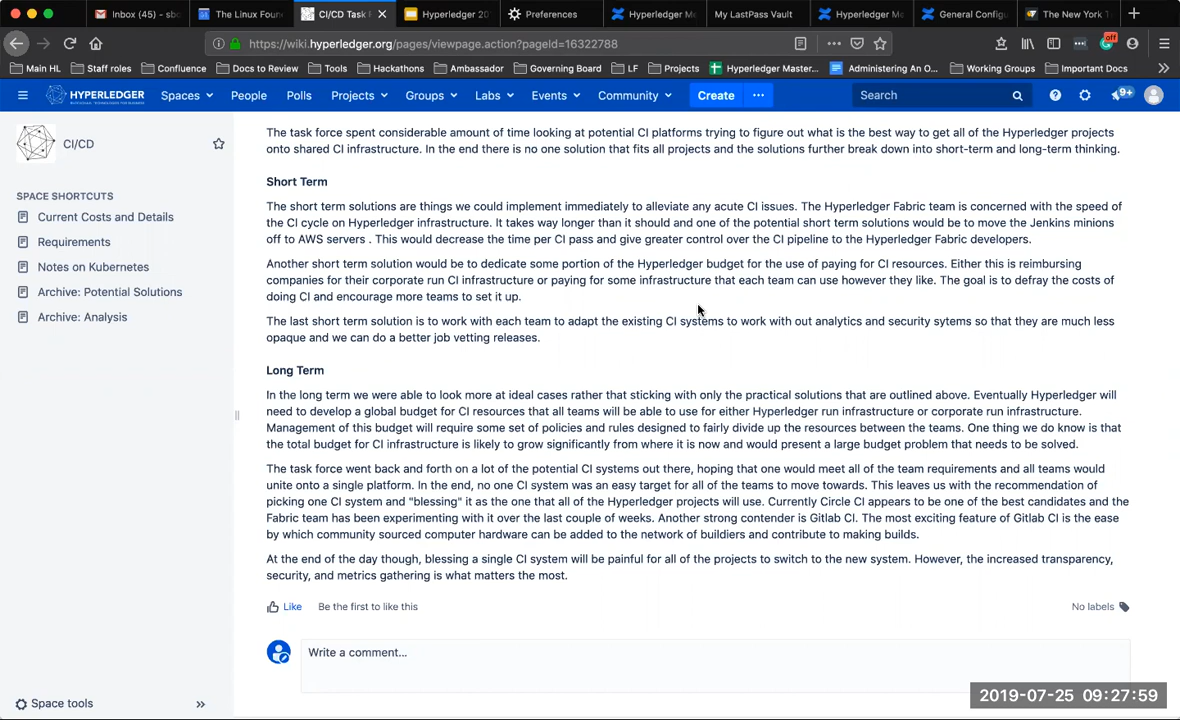 Inbox (45) - sb
The Linux Foun
CI/CD Task
Hyperledger 20
Preferences
Hyperledger Me
My LastPass Vault
Hyperledger Me
General Config
The New York T
https://wiki.hyperledger.org/pages/viewpage.action?pageId=16322788
off
Main HL
Staff roles
Confluence
Docs to Review
Tools
Hackathons
Ambassador
Governing Board
LF
Projects
Hyperledger Master...
Administering An O...
Working Groups
Important Docs
HYPERLEDGER
Spaces
People
Polls
Projects
Groups
Labs
Events
Community
Create
Search
9+
CI/CD
SPACE SHORTCUTS
Current Costs and Details
Requirements
Notes on Kubernetes
Archive: Potential Solutions
Archive: Analysis
The task force spent considerable amount of time looking at potential CI platforms trying to figure out what is the best way to get all of the Hyperledger projects
onto shared CI infrastructure. In the end there is no one solution that fits all projects and the solutions further break down into short-term and long-term thinking.
Short Term
The short term solutions are things we could implement immediately to alleviate any acute CI issues. The Hyperledger Fabric team is concerned with the speed of
the CI cycle on Hyperledger infrastructure. It takes way longer than it should and one of the potential short term solutions would be to move the Jenkins minions
off to AWS servers . This would decrease the time per CI pass and give greater control over the CI pipeline to the Hyperledger Fabric developers.
Another short term solution would be to dedicate some portion of the Hyperledger budget for the use of paying for CI resources. Either this is reimbursing
companies for their corporate run CI infrastructure or paying for some infrastructure that each team can use however they like. The goal is to defray the costs of
doing CI and encourage more teams to set it up.
The last short term solution is to work with each team to adapt the existing CI systems to work with out analytics and security sytems so that they are much less
opaque and we can do a better job vetting releases.
Long Term
In the long term we were able to look more at ideal cases rather that sticking with only the practical solutions that are outlined above. Eventually Hyperledger will
need to develop a global budget for CI resources that all teams will be able to use for either Hyperledger run infrastructure or corporate run infrastructure.
Management of this budget will require some set of policies and rules designed to fairly divide up the resources between the teams. One thing we do know is that
the total budget for CI infrastructure is likely to grow significantly from where it is now and would present a large budget problem that needs to be solved.
The task force went back and forth on a lot of the potential CI systems out there, hoping that one would meet all of the team requirements and all teams would
unite onto a single platform. In the end, no one CI system was an easy target for all of the teams to move towards. This leaves us with the recommendation of
picking one CI system and "blessing" it as the one that all of the Hyperledger projects will use. Currently Circle CI appears to be one of the best candidates and the
Fabric team has been experimenting with it over the last couple of weeks. Another strong contender is Gitlab CI. The most exciting feature of Gitlab CI is the ease
by which community sourced computer hardware can be added to the network of buildiers and contribute to making builds.
At the end of the day though, blessing a single CI system will be painful for all of the projects to switch to the new system. However, the increased transparency,
security, and metrics gathering is what matters the most.
Like
Be the first to like this
No labels
Write a comment...
Space tools
2019-07-25 09:27:59